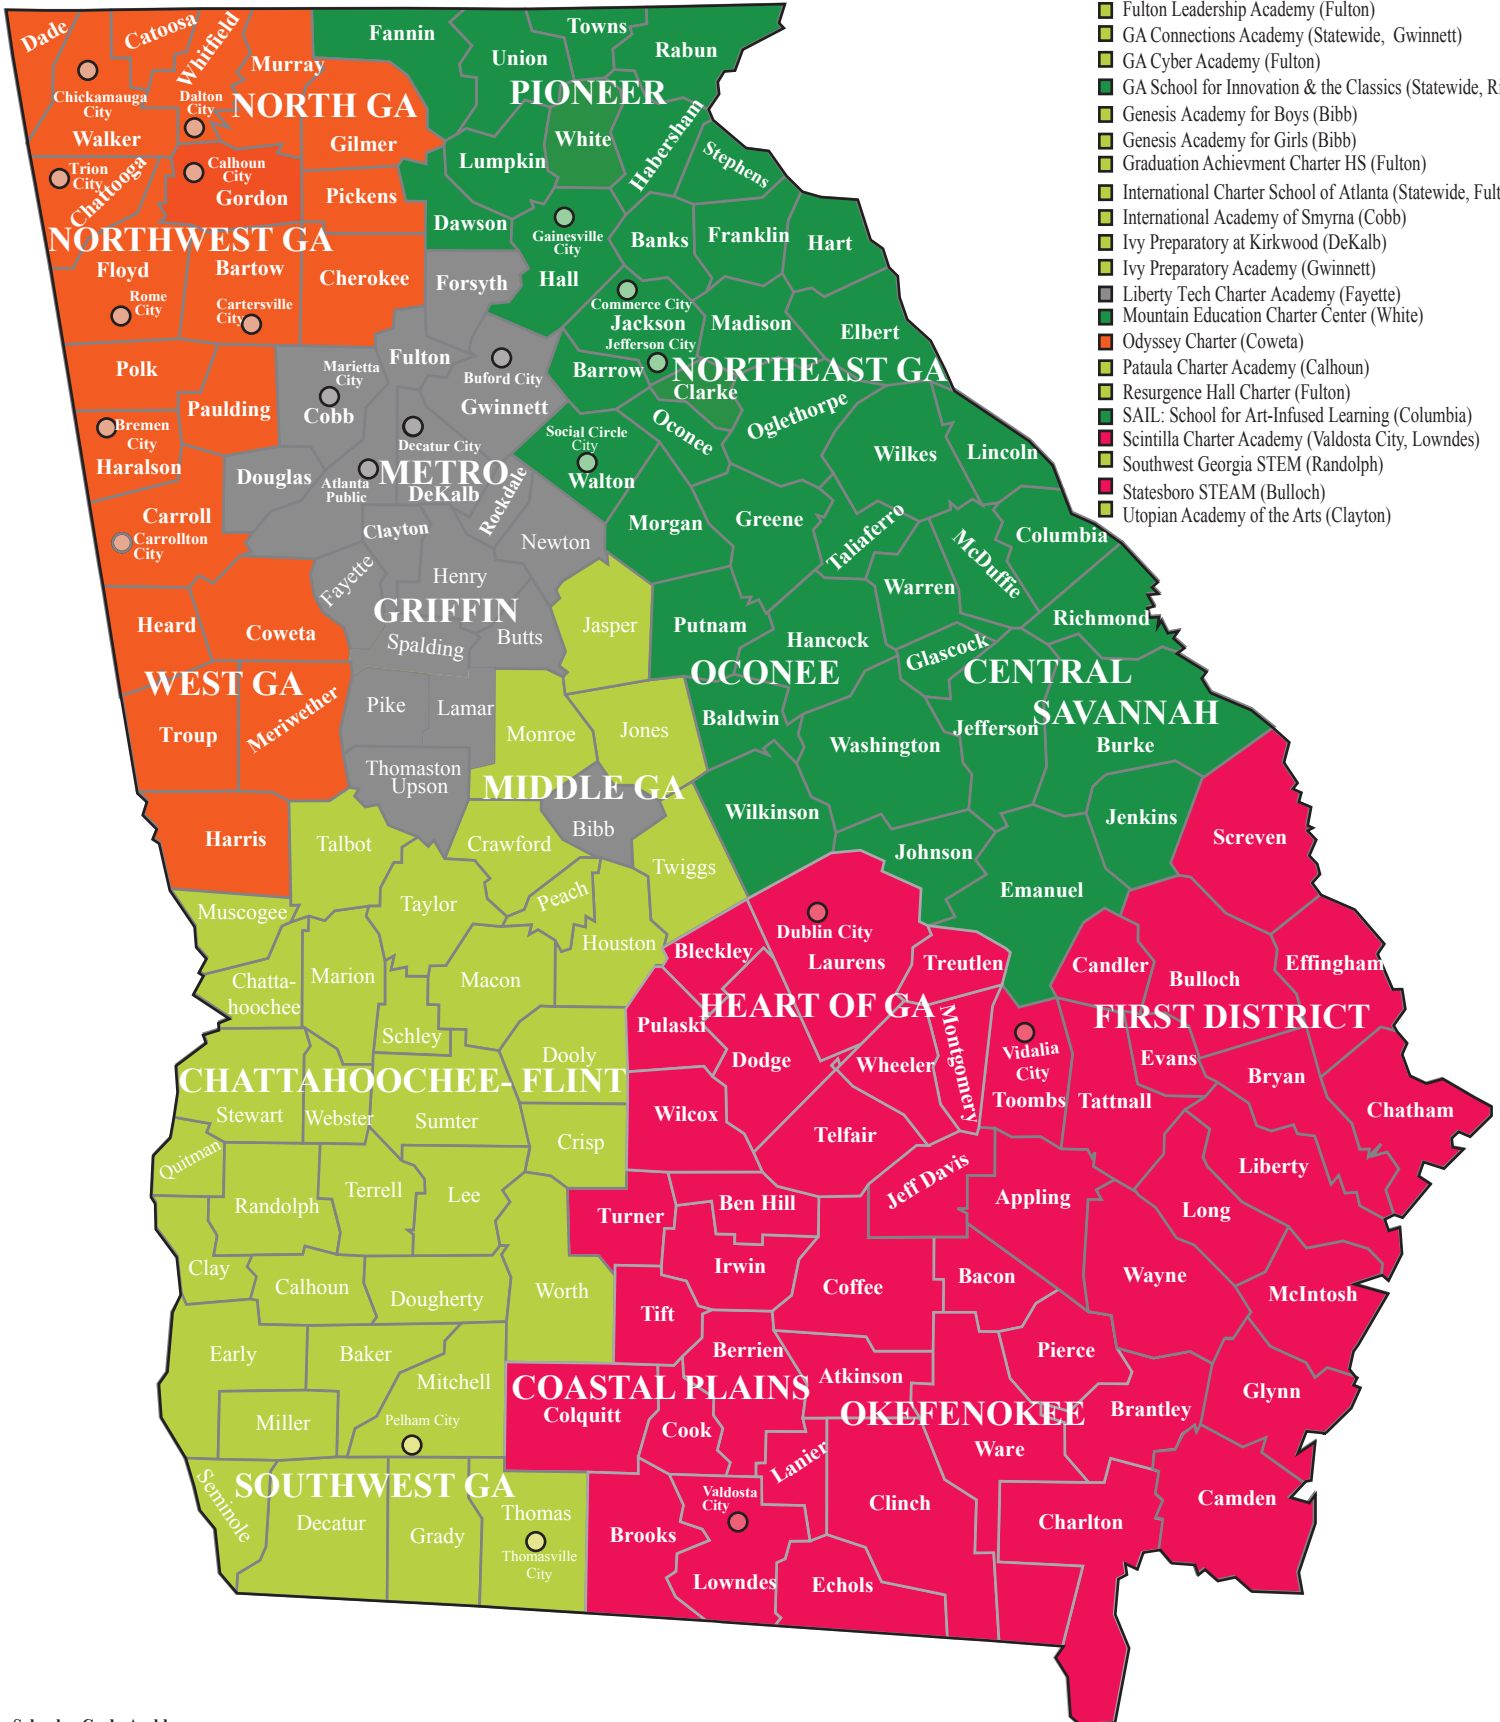 Fulton Leadership Academy (Fulton)
GA Connections Academy (Statewide, Gwinnett)
GA Cyber Academy (Fulton)
GA School for Innovation & the Classics (Statewide, Ri
Genesis Academy for Boys (Bibb)
Genesis Academy for Girls (Bibb)
Graduation Achievment Charter HS (Fulton)
International Charter School of Atlanta (Statewide, Fult
International Academy of Smyrna (Cobb)
Ivy Preparatory at Kirkwood (DeKalb)
Ivy Preparatory Academy (Gwinnett)
Liberty Tech Charter Academy (Fayette)
Mountain Education Charter Center (White)
Odyssey Charter (Coweta)
Pataula Charter Academy (Calhoun)
Resurgence Hall Charter (Fulton)
SAIL: School for Art-Infused Learning (Columbia)
Scintilla Charter Academy (Valdosta City, Lowndes)
Southwest Georgia STEM (Randolph)
Statesboro STEAM (Bulloch)
Utopian Academy of the Arts (Clayton)
Dade
Catoosa
Whitfield
Murray
Fannin
Union
Towns
Rabun
Chickamauga
City
Dalton
City
NORTH GA
PIONEER
Walker
Gilmer
Lumpkin
White
Habersham
Stephens
Trion
City
Chattooga
Calhoun
City
Gordon
Pickens
Dawson
Gainesville
City
Banks
Franklin
Hart
NORTHWEST GA
Floyd
Bartow
Cherokee
Forsyth
Hall
Rome
City
Cartersville
City
Commerce City
Jackson
Jefferson City
Madison
Elbert
Polk
Paulding
Marietta
City
Cobb
Fulton
Buford City
Gwinnett
Barrow
NORTHEAST GA
Clarke
Oconee
Oglethorpe
Bremen
City
Haralson
Decatur City
Social Circle
City
Walton
Wilkes
Lincoln
Douglas
Atlanta
Public
METRO
DeKalb
Rockdale
Carroll
Carrollton
City
Clayton
Newton
Morgan
Greene
Taliaferro
McDuffie
Columbia
Fayette
Henry
Warren
Richmond
Heard
Coweta
GRIFFIN
Spalding
Butts
Jasper
Putnam
Hancock
Glascock
WEST GA
OCONEE
CENTRAL
SAVANNAH
Troup
Meriwether
Pike
Lamar
Monroe
Jones
Baldwin
Washington
Jefferson
Burke
Thomaston
Upson
MIDDLE GA
Harris
Talbot
Crawford
Bibb
Twiggs
Wilkinson
Johnson
Jenkins
Screven
Muscogee
Taylor
Peach
Houston
Emanuel
Chatta-
hoochee
Marion
Macon
Bleckley
Dublin City
Laurens
Treutlen
Candler
Bulloch
Effingham
Schley
Dooly
Pulaski
HEART OF GA
Montgomery
FIRST DISTRICT
CHATTAHOOCHEE- FLINT
Dodge
Wheeler
Vidalia
City
Toombs
Evans
Bryan
Stewart
Webster
Sumter
Crisp
Wilcox
Telfair
Tattnall
Chatham
Quitman
Randolph
Terrell
Lee
Turner
Ben Hill
Jeff Davis
Appling
Liberty
Long
Clay
Calhoun
Dougherty
Worth
Irwin
Tift
Coffee
Bacon
Wayne
McIntosh
Early
Baker
Mitchell
Berrien
Atkinson
Pierce
Miller
Pelham City
COASTAL PLAINS
Colquitt
Cook
OKEFENOKEE
Ware
Brantley
Glynn
Seminole
SOUTHWEST GA
Decatur
Grady
Thomas
Thomasville
City
Brooks
Valdosta
City
Lanier
Lowndes
Clinch
Echols
Charlton
Camden